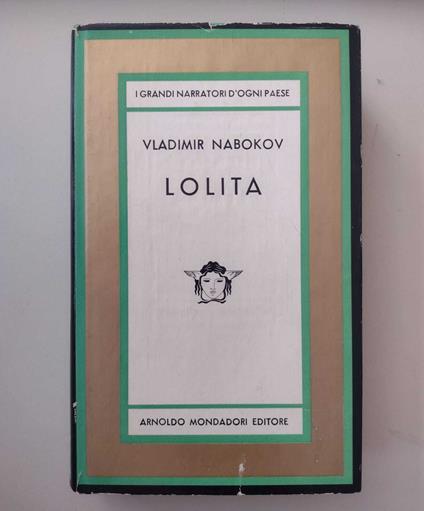 I GRANDI NARRATORI D'OGNI PAESE
VLADIMIR NABOKOV
LOLITA
ARNOLDO MONDADORI EDITORE